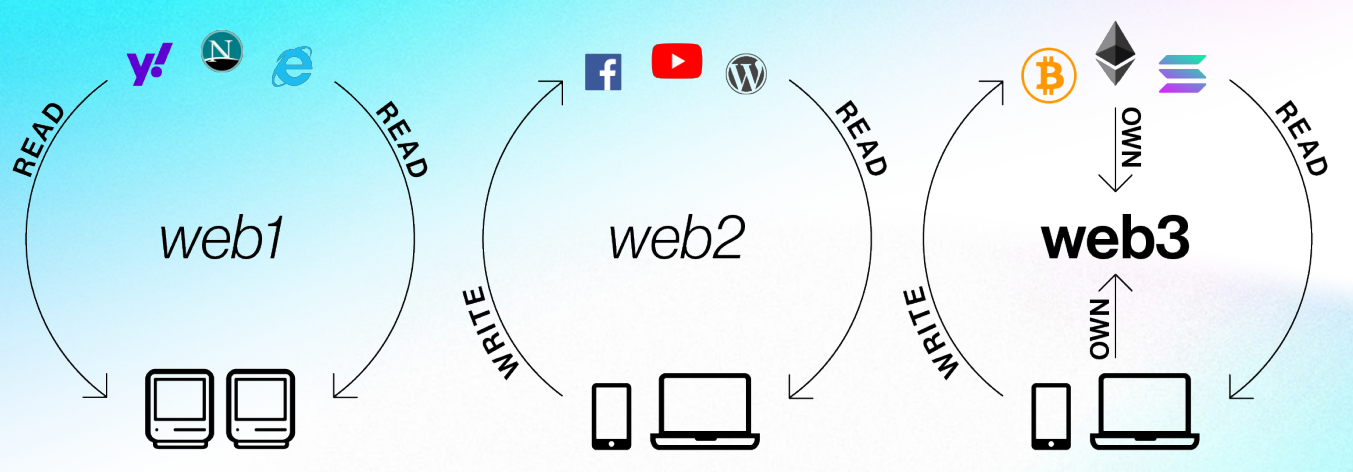 READ
READ
web1
WRITE
READ
web2
WRITE
OWN
READ
web3
OWN